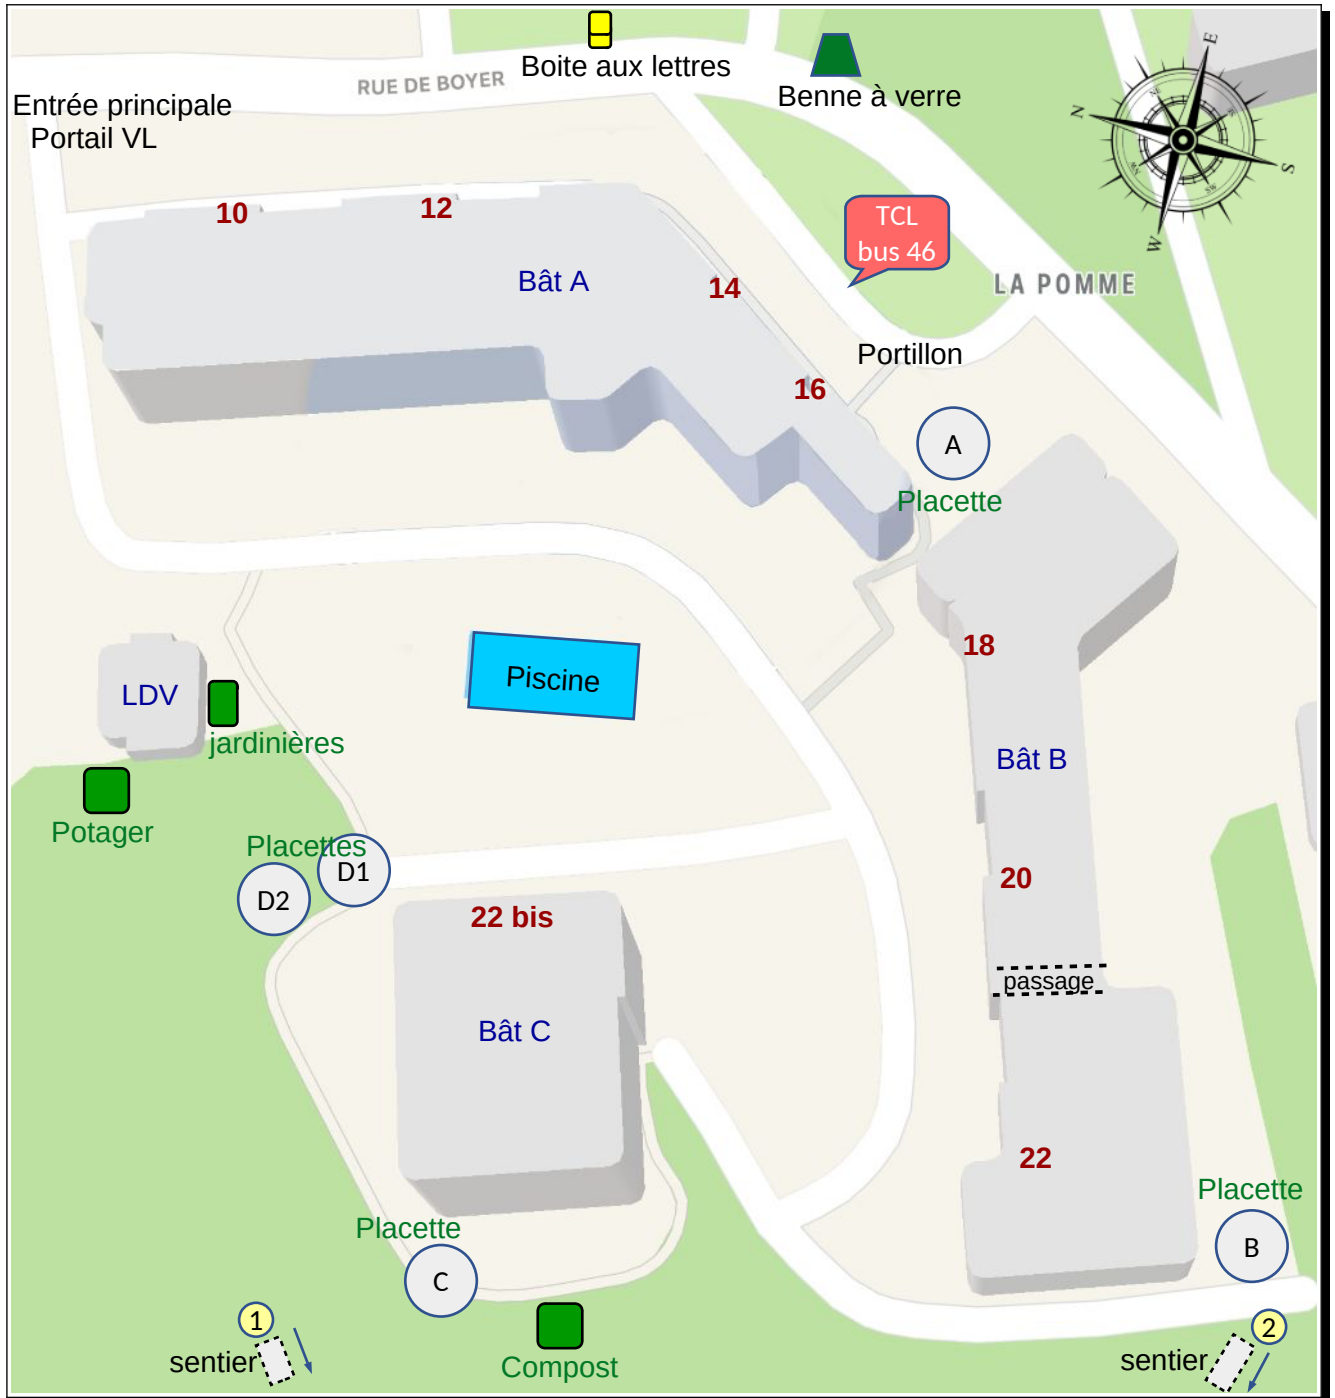 Boite aux lettres
RUE DE BOYER
Benne à verre
Entrée principale
Portail VL
E
N
S
W
NE
SW
10
12
TCL
bus 46
Bât A
14
LA POMME
Portillon
16
A
Placette
18
Piscine
LDV
jardinières
Bât B
Potager
Placettes
D1
D2
20
22 bis
passage
Bât C
22
Placette
B
Placette
C
1
sentier
Compost
2
sentier